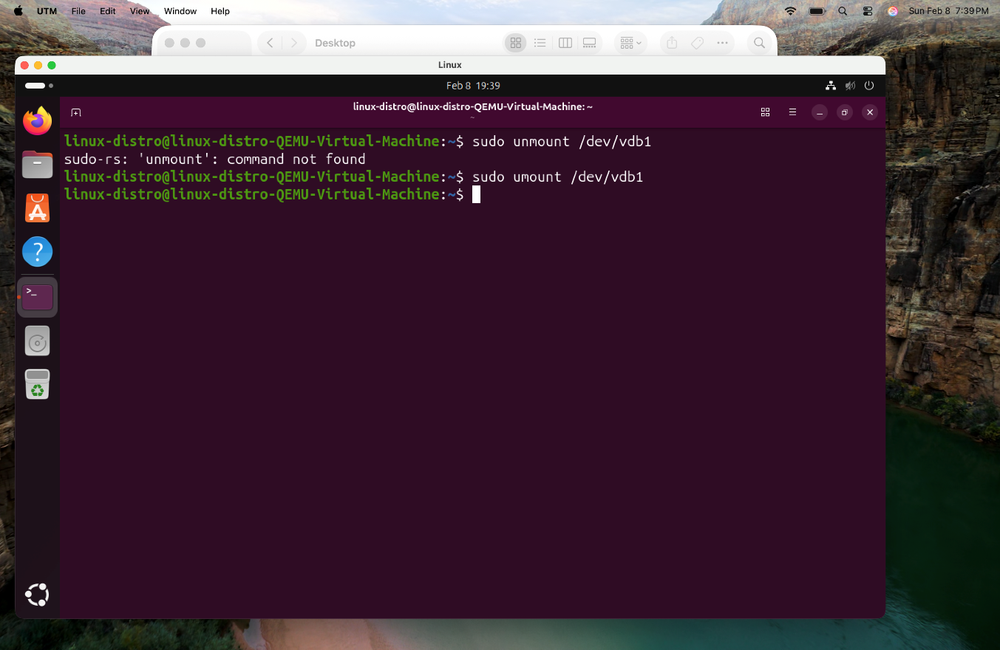 UTM File Edit View Window Help Sun Feb 8 7:39 PM
Desktop
Linux
Feb 8 19:39
linux-distro@linux-distro-QEMU-Virtual-Machine: ~
~
linux-distro@linux-distro-QEMU-Virtual-Machine:~$ sudo unmount /dev/vdb1
sudo-rs: 'unmount': command not found
linux-distro@linux-distro-QEMU-Virtual-Machine:~$ sudo umount /dev/vdb1
linux-distro@linux-distro-QEMU-Virtual-Machine:~$